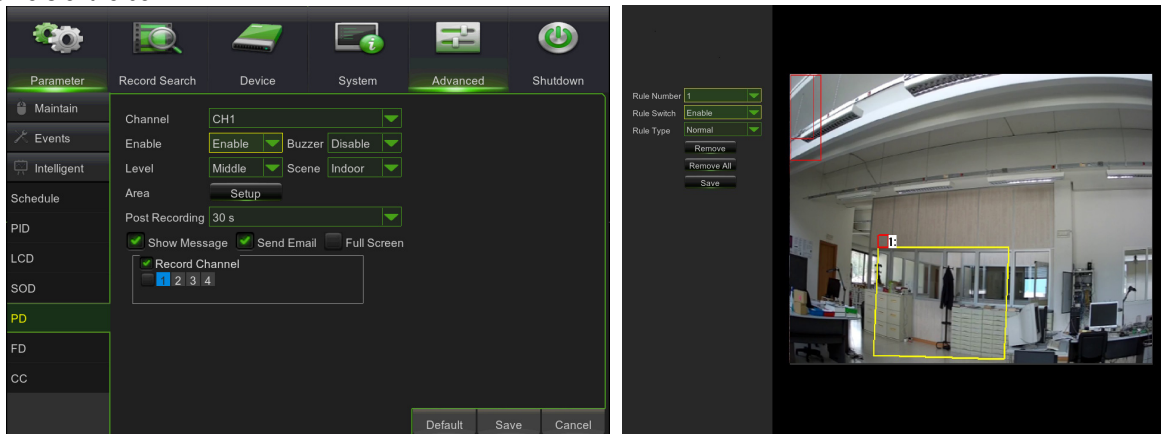 Parameter Record Search Device System Advanced Shutdown
Maintain
Events
Intelligent
Schedule
PID
LCD
SOD
PD
FD
CC
Channel CH1
Enable Enable Buzzer Disable
Level Middle Scene Indoor
Area Setup
Post Recording 30 s
Show Message Send Email Full Screen
Record Channel
1 2 3 4
Default Save Cancel
Rule Number 1
Rule Switch Enable
Rule Type Normal
Remove
Remove All
Save
1: